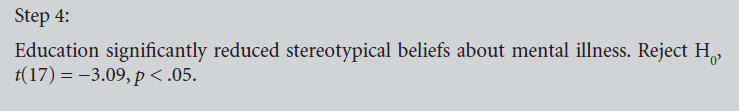 Step 4:
Education significantly reduced stereotypical beliefs about mental illness. Reject H₀,
t(17) = −3.09, p < .05.